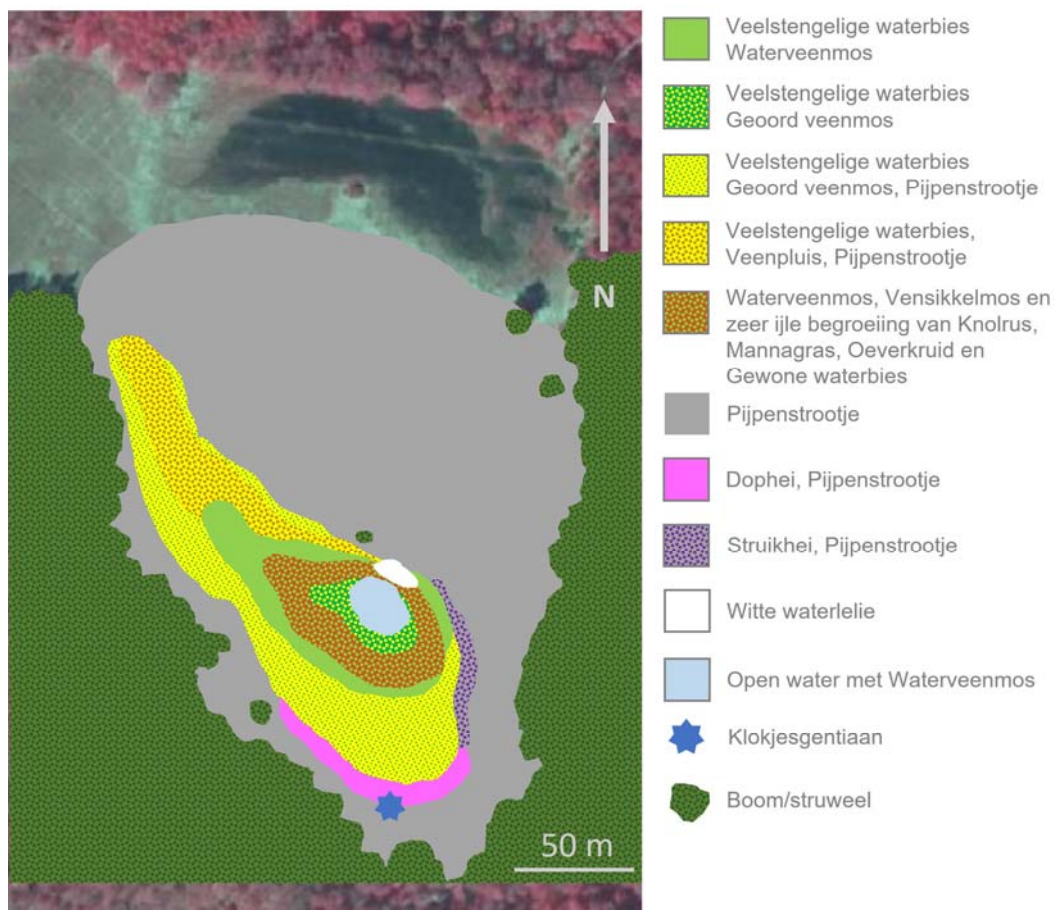 Veelstengelige waterbies
Waterveenmos
Veelstengelige waterbies
Geoord veenmos
Veelstengelige waterbies
Geoord veenmos, Pijpenstrootje
Veelstengelige waterbies,
Veenpluis, Pijpenstrootje
Waterveenmos, Vensikkelmos en
zeer ijle begroeiing van Knolrus,
Mannagras, Oeverkruid en
Gewone waterbies
Pijpenstrootje
Dophei, Pijpenstrootje
Struikhei, Pijpenstrootje
Witte waterlelie
Open water met Waterveenmos
Klokjesgentiaan
Boom/struweel
N
50 m